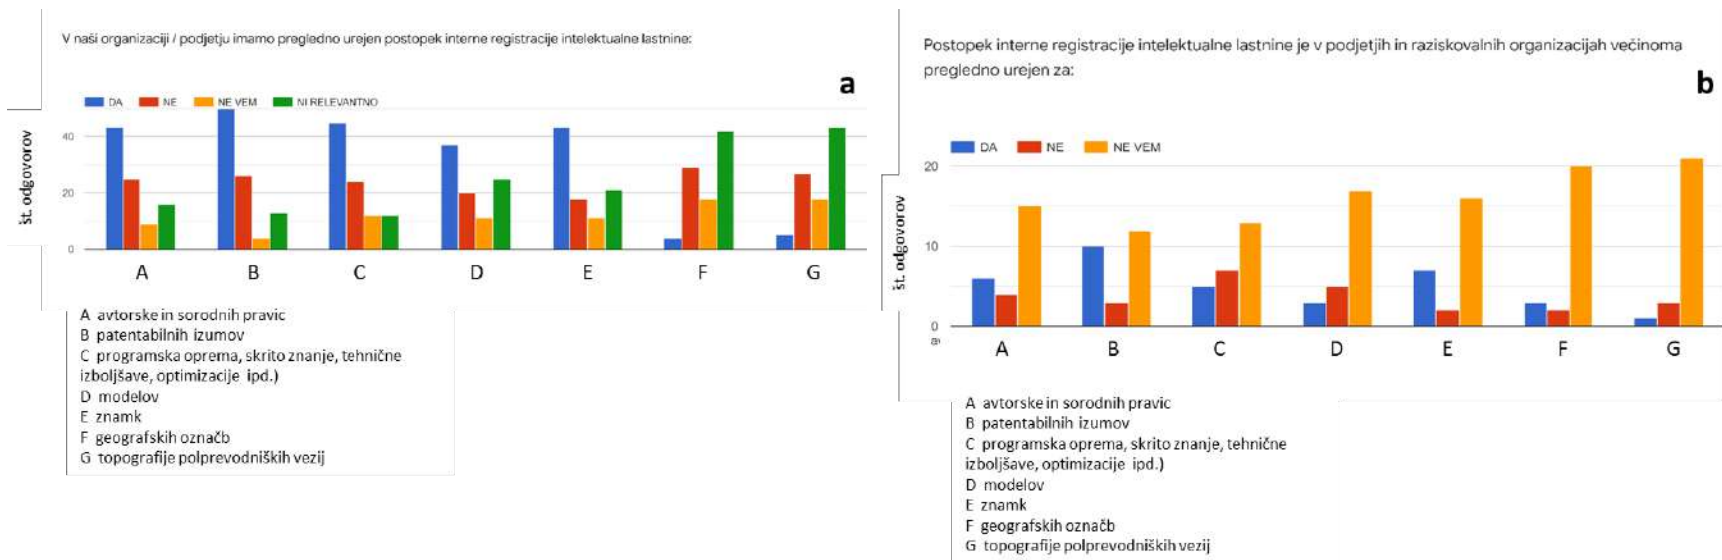 V naši organizaciji / podjetju imamo pregledno urejen postopek interne registracije intelektualne lastnine:
a
DA NE NE VEM NI RELEVANTNO
št. odgovorov
40
20
0
A B C D E F G
A avtorske in sorodnih pravic
B patentabilnih izumov
C programska oprema, skrito znanje, tehnične
izboljšave, optimizacije ipd.)
D modelov
E znamk
F geografskih označb
G topografije polprevodniških vezij
Postopek interne registracije intelektualne lastnine je v podjetjih in raziskovalnih organizacijah večinoma
pregledno urejen za:
b
DA NE NE VEM
št. odgovorov
20
10
0
A B C D E F G
A avtorske in sorodnih pravic
B patentabilnih izumov
C programska oprema, skrito znanje, tehnične
izboljšave, optimizacije ipd.)
D modelov
E znamk
F geografskih označb
G topografije polprevodniških vezij